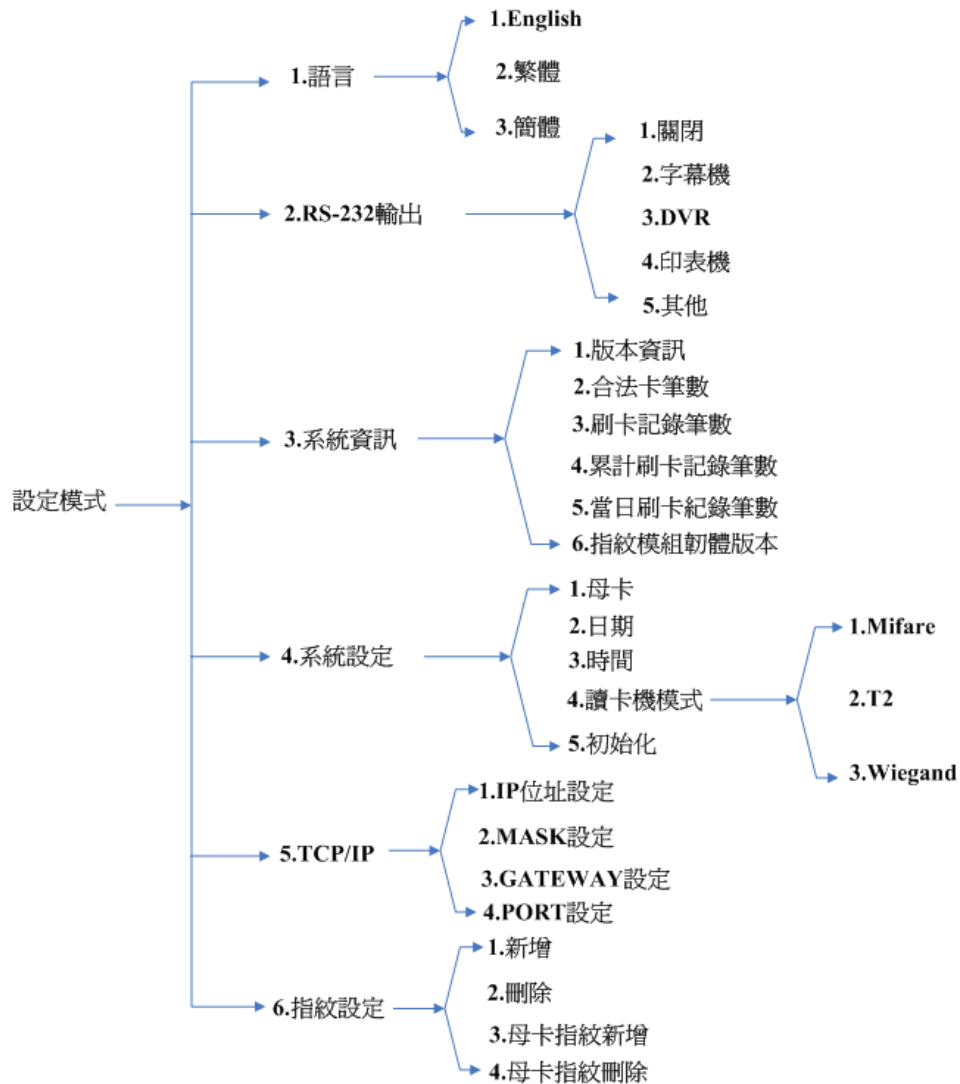 設定模式
1.語言
1.English
2.繁體
3.簡體
2.RS-232輸出
1.關閉
2.字幕機
3.DVR
4.印表機
5.其他
3.系統資訊
1.版本資訊
2.合法卡筆數
3.刷卡記錄筆數
4.累計刷卡記錄筆數
5.當日刷卡紀錄筆數
6.指紋模組韌體版本
4.系統設定
1.母卡
2.日期
3.時間
4.讀卡機模式
1.Mifare
2.T2
3.Wiegand
5.初始化
5.TCP/IP
1.IP位址設定
2.MASK設定
3.GATEWAY設定
4.PORT設定
6.指紋設定
1.新增
2.刪除
3.母卡指紋新增
4.母卡指紋刪除